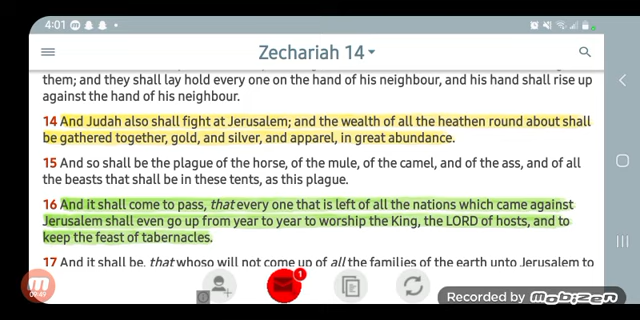 4:01
Zechariah 14
them; and they shall lay hold every one on the hand of his neighbour, and his hand shall rise up
against the hand of his neighbour.
14 And Judah also shall fight at Jerusalem; and the wealth of all the heathen round about shall
be gathered together, gold, and silver, and apparel, in great abundance.
15 And so shall be the plague of the horse, of the mule, of the camel, and of the ass, and of all
the beasts that shall be in these tents, as this plague.
16 And it shall come to pass, that every one that is left of all the nations which came against
Jerusalem shall even go up from year to year to worship the King, the LORD of hosts, and to
keep the feast of tabernacles.
17 And it shall be, that whoso will not come up of all the families of the earth unto Jerusalem to
09:49
1
Recorded by Mobizen